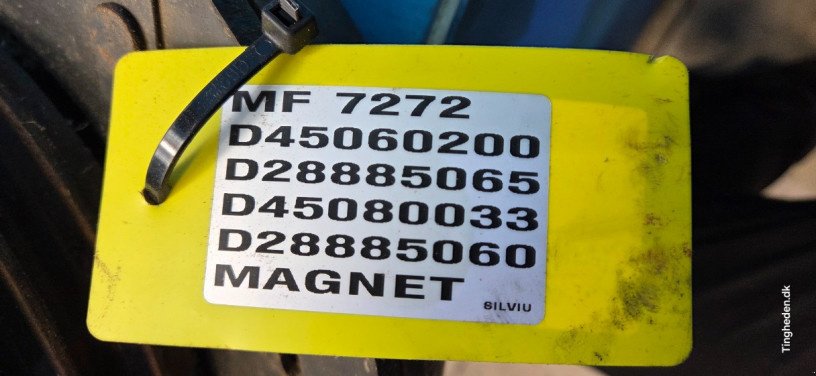 MF 7272
D45060200
D28885065
D45080033
D28885060
MAGNET
SILVIU
Tingheden.dk